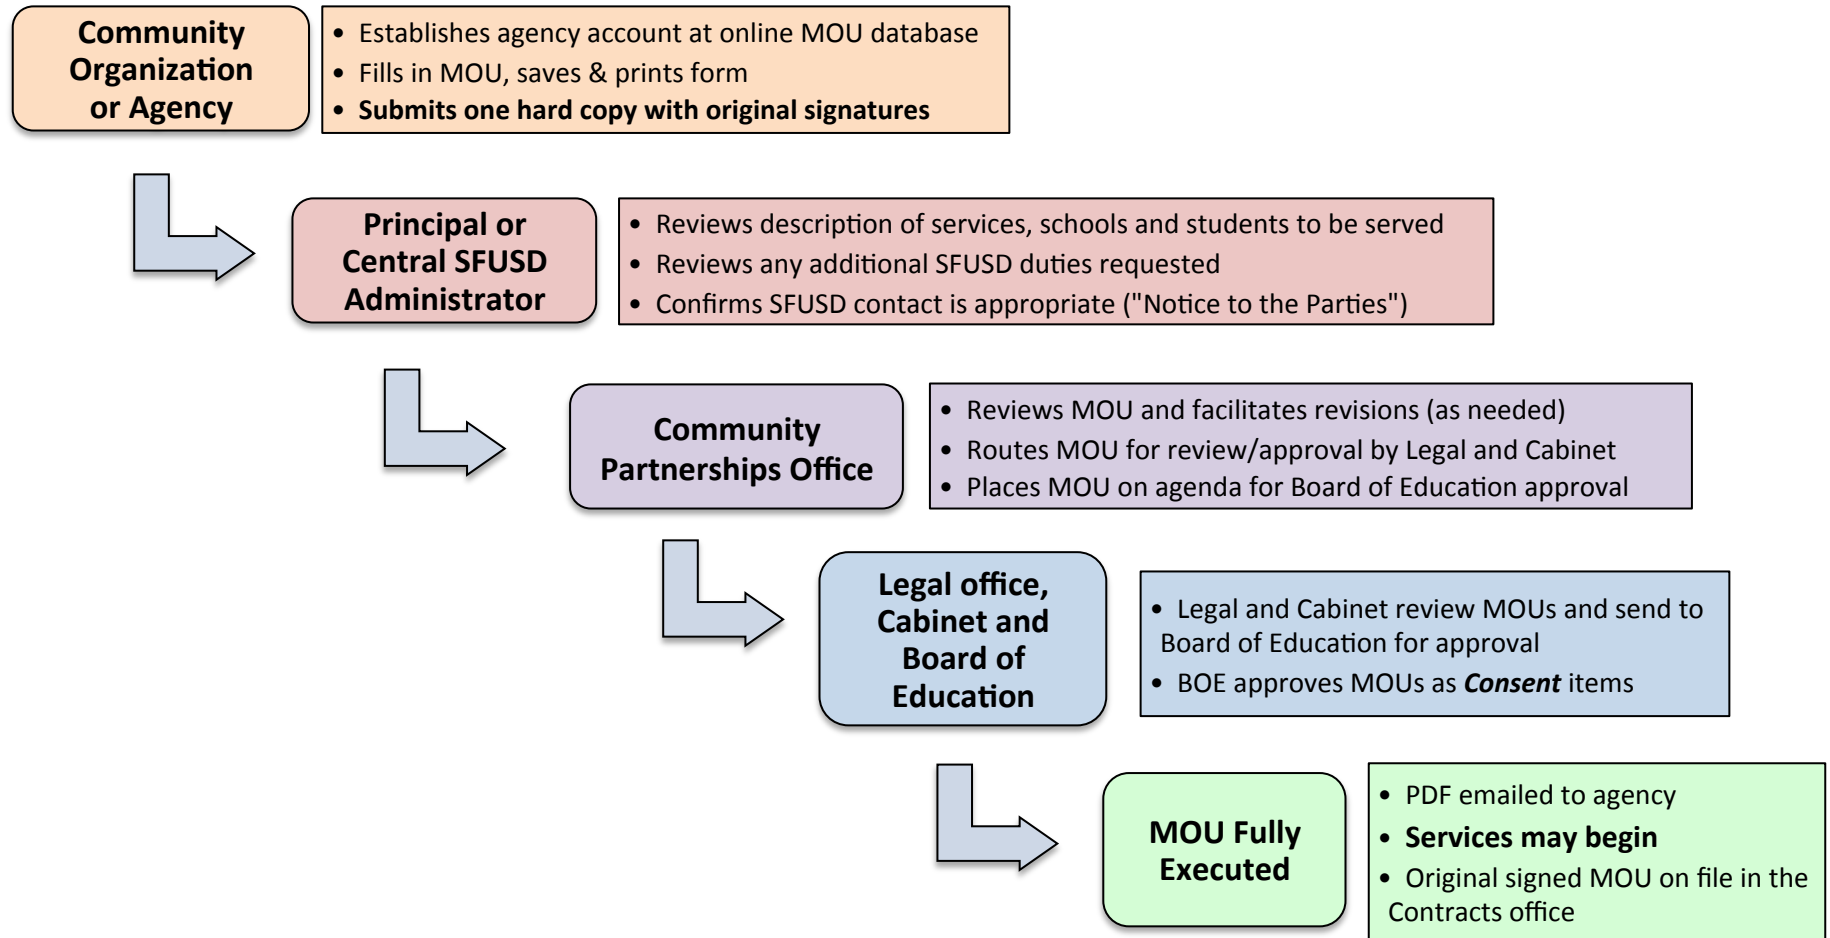 Community
Organization
or Agency
• Establishes agency account at online MOU database
• Fills in MOU, saves & prints form
• Submits one hard copy with original signatures
Principal or
Central SFUSD
Administrator
• Reviews description of services, schools and students to be served
• Reviews any additional SFUSD duties requested
• Confirms SFUSD contact is appropriate ("Notice to the Parties")
Community
Partnerships Office
• Reviews MOU and facilitates revisions (as needed)
• Routes MOU for review/approval by Legal and Cabinet
• Places MOU on agenda for Board of Education approval
Legal office,
Cabinet and
Board of
Education
• Legal and Cabinet review MOUs and send to
Board of Education for approval
• BOE approves MOUs as Consent items
MOU Fully
Executed
• PDF emailed to agency
• Services may begin
• Original signed MOU on file in the
Contracts office